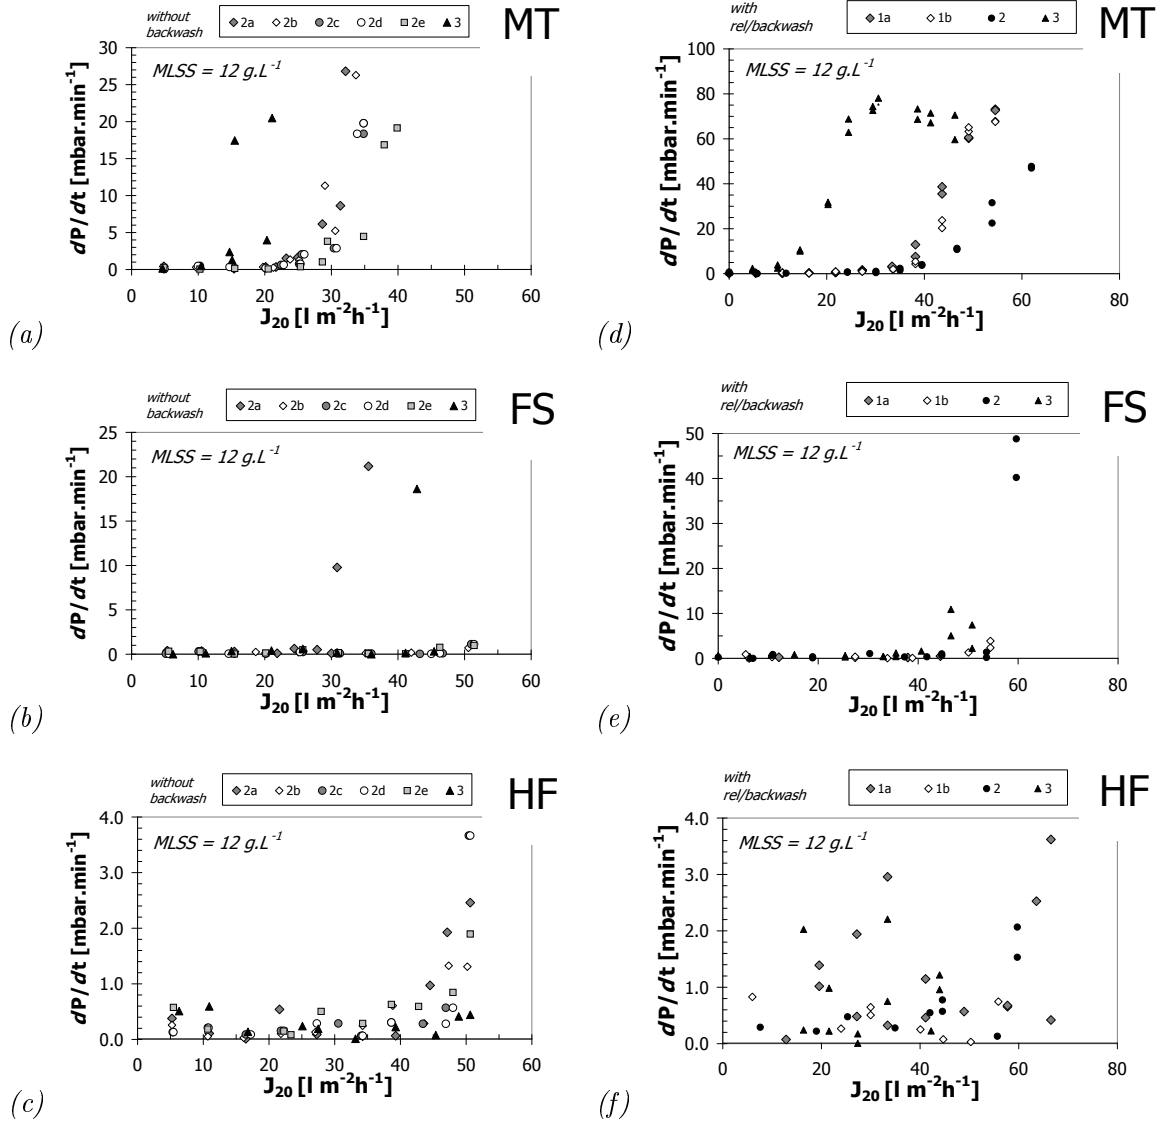 without
backwash
2a 2b 2c 2d 2e 3
MT
MLSS = 12 g.L-1
dP/dt [mbar.min-1]
30
25
20
15
10
5
0
0 10 20 30 40 50 60
J20 [l m-2h-1]
(a)
with
rel/backwash
1a 1b 2 3
MT
MLSS = 12 g.L-1
dP/dt [mbar.min-1]
100
80
60
40
20
0
0 20 40 60 80
J20 [l m-2h-1]
(d)
without
backwash
2a 2b 2c 2d 2e 3
FS
MLSS = 12 g.L-1
dP/dt [mbar.min-1]
25
20
15
10
5
0
0 10 20 30 40 50 60
J20 [l m-2h-1]
(b)
with
rel/backwash
1a 1b 2 3
FS
MLSS = 12 g.L-1
dP/dt [mbar.min-1]
50
40
30
20
10
0
0 20 40 60 80
J20 [l m-2h-1]
(e)
without
backwash
2a 2b 2c 2d 2e 3
HF
MLSS = 12 g.L-1
dP/dt [mbar.min-1]
4.0
3.0
2.0
1.0
0.0
0 10 20 30 40 50 60
J20 [l m-2h-1]
(c)
with
rel/backwash
1a 1b 2 3
HF
MLSS = 12 g.L-1
dP/dt [mbar.min-1]
4.0
3.0
2.0
1.0
0.0
0 20 40 60 80
J20 [l m-2h-1]
(f)